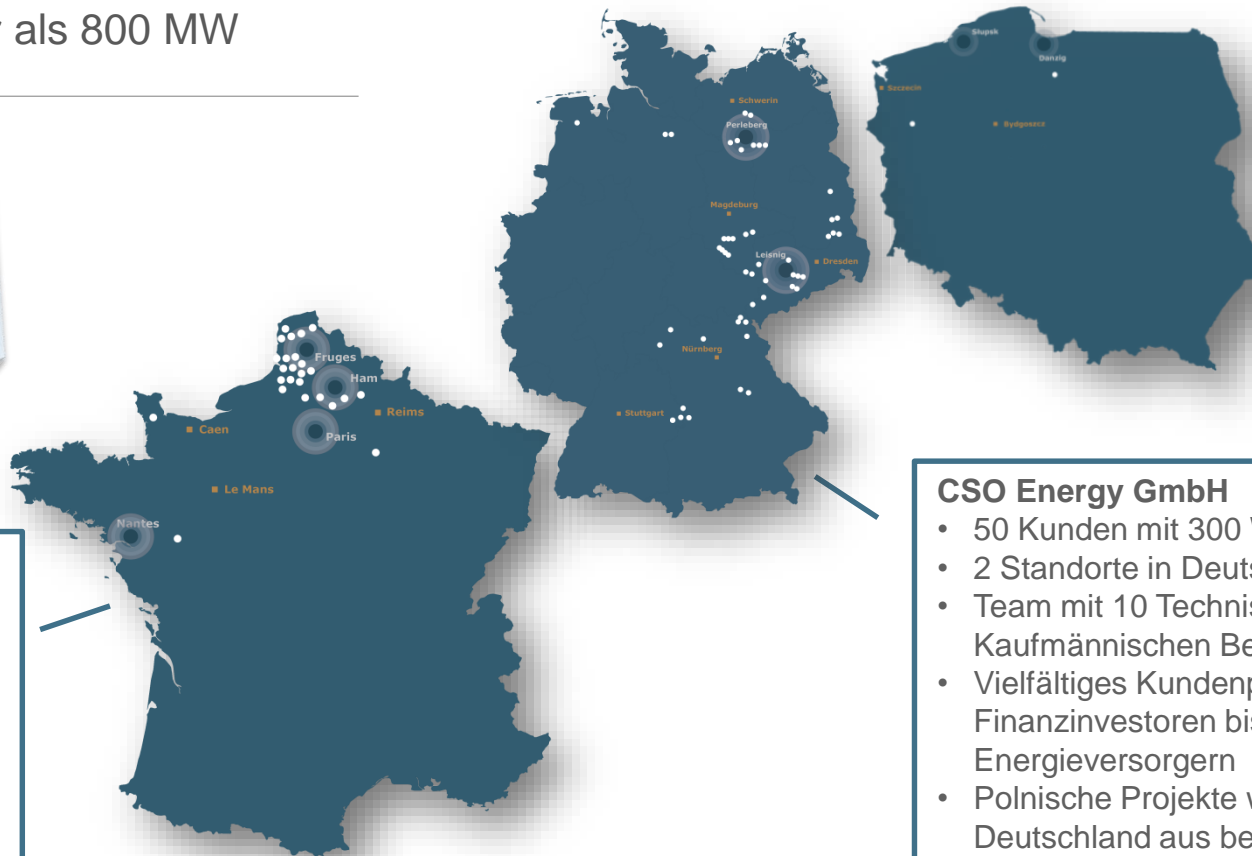 als 800 MW
Słupsk
Danzig
Szczecin
Bydgoszcz
Schwerin
Perleberg
Magdeburg
Leisnig
Dresden
Nürnberg
Stuttgart
Fruges
Ham
Reims
Caen
Paris
Le Mans
Nantes
CSO Energy GmbH
• 50 Kunden mit 300
• 2 Standorte in Deuts
• Team mit 10 Technis
Kaufmännischen Be
• Vielfältiges Kundenp
Finanzinvestoren bis
Energieversorgern
• Polnische Projekte
Deutschland aus be